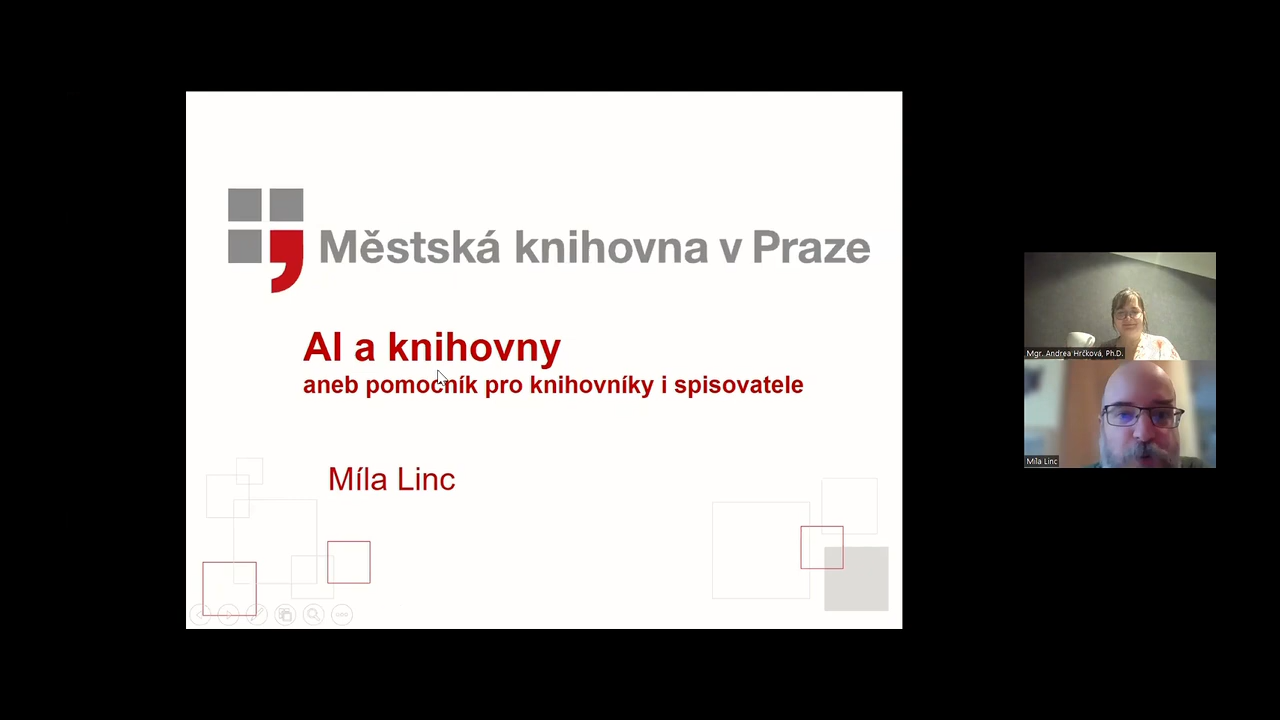 Městská knihovna v Praze
AI a knihovny
aneb pomocník pro knihovníky i spisovatele
Míla Linc
Mgr. Andrea Hrčková, Ph.D.
Míla Linc